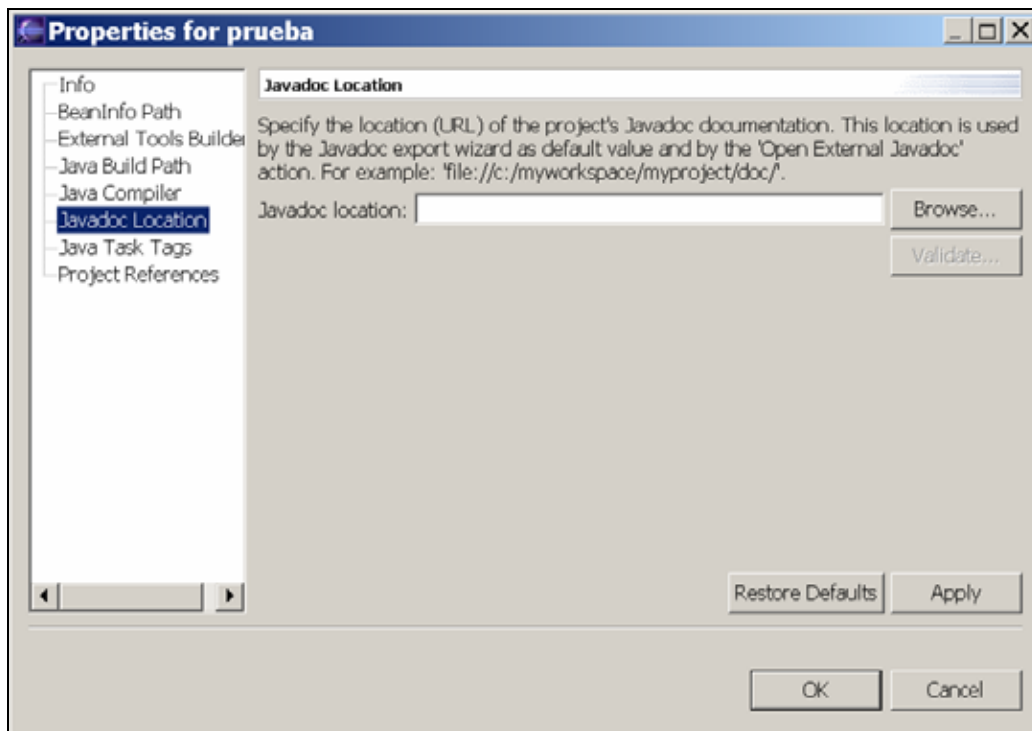 Properties for prueba
Info
BeanInfo Path
External Tools Builder
Java Build Path
Java Compiler
Javadoc Location
Java Task Tags
Project References
Javadoc Location
Specify the location (URL) of the project's Javadoc documentation. This location is used
by the Javadoc export wizard as default value and by the 'Open External Javadoc'
action. For example: 'file://c:/myworkspace/myproject/doc/'.
Javadoc location:
Browse...
Validate...
Restore Defaults
Apply
OK
Cancel